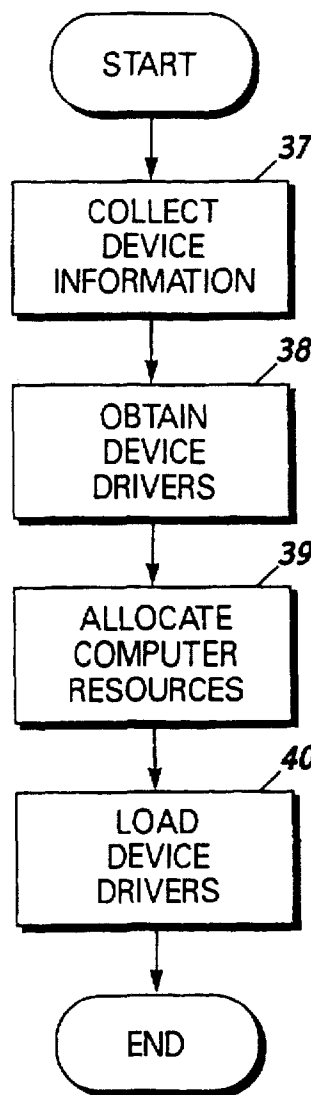 START
37
COLLECT
DEVICE
INFORMATION
38
OBTAIN
DEVICE
DRIVERS
39
ALLOCATE
COMPUTER
RESOURCES
40
LOAD
DEVICE
DRIVERS
END